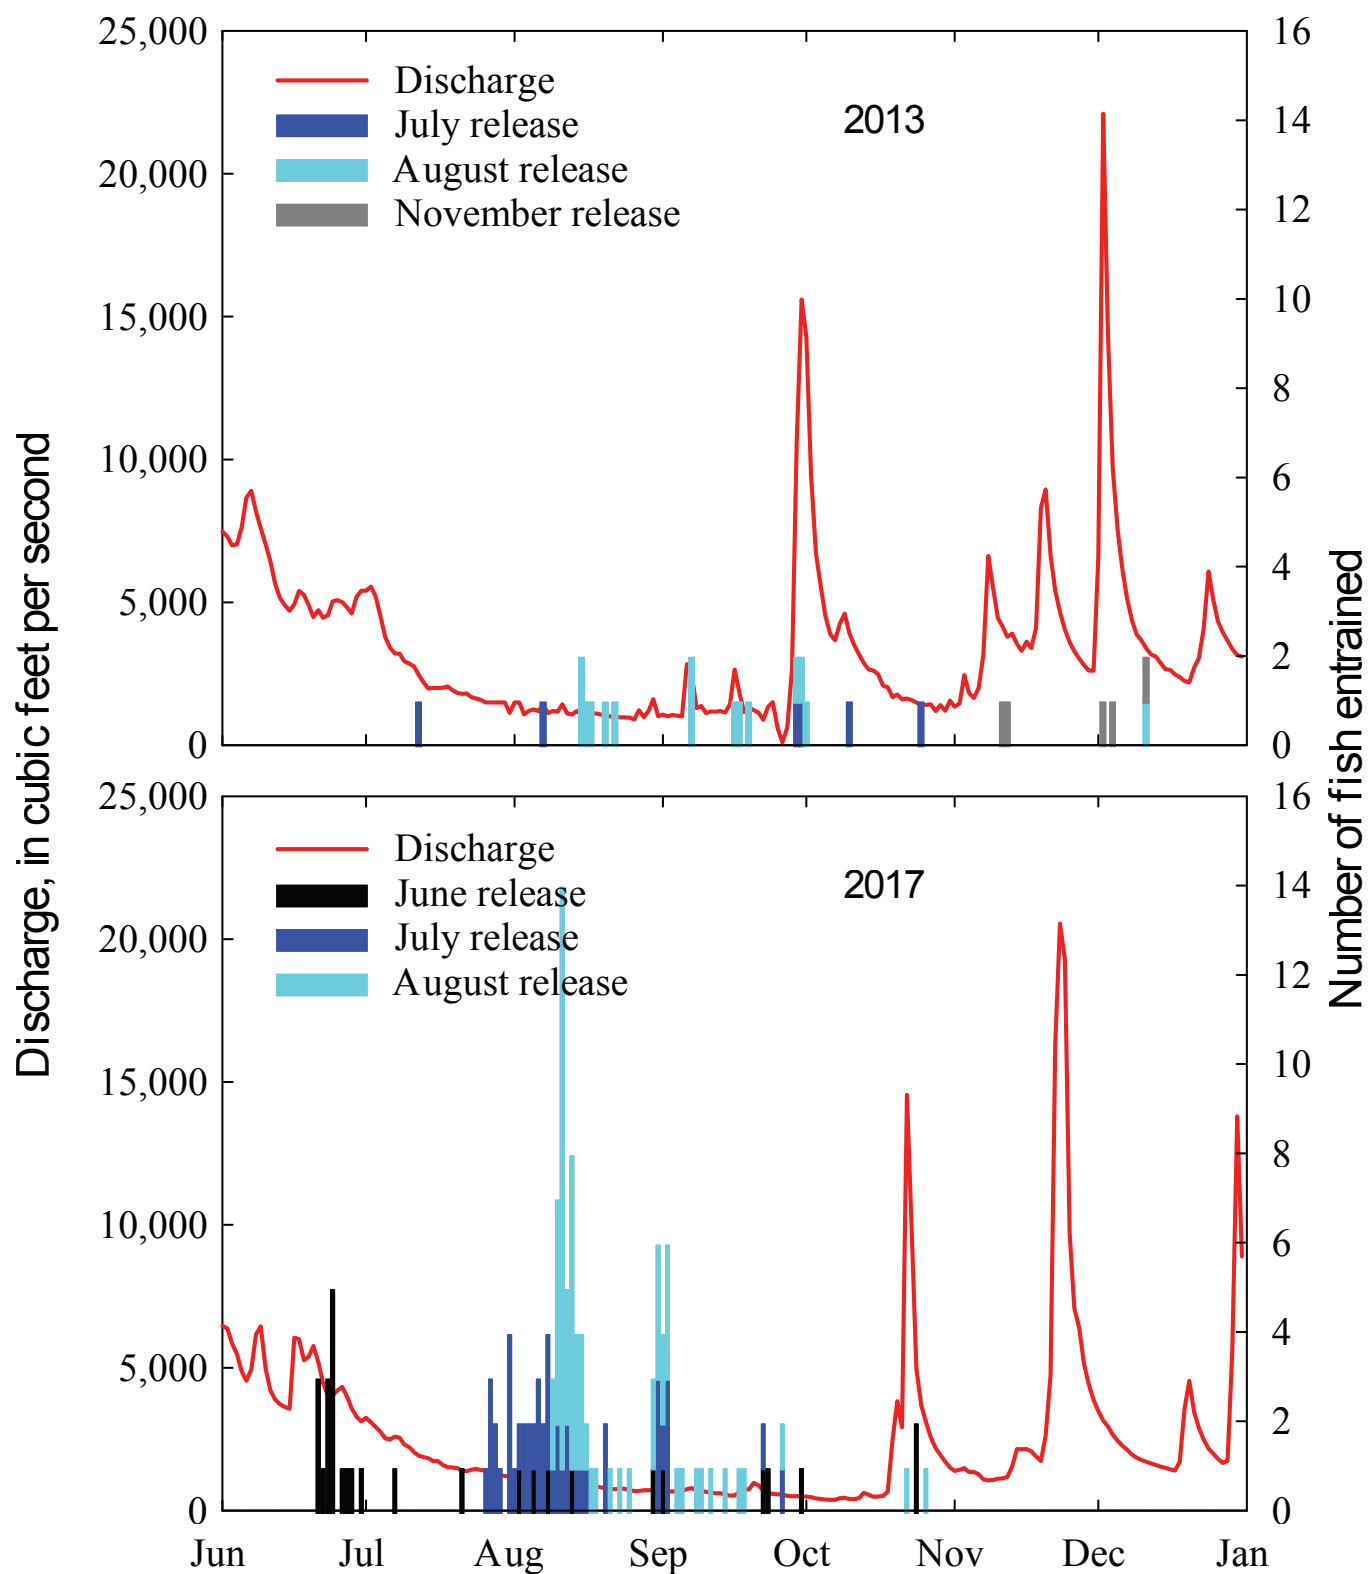 25,000
20,000
15,000
10,000
5,000
0
Discharge
July release
August release
November release
2013
16
14
12
10
8
6
4
2
0
Discharge, in cubic feet per second
Number of fish entrained
25,000
20,000
15,000
10,000
5,000
0
Discharge
June release
July release
August release
2017
16
14
12
10
8
6
4
2
0
Jun Jul Aug Sep Oct Nov Dec Jan